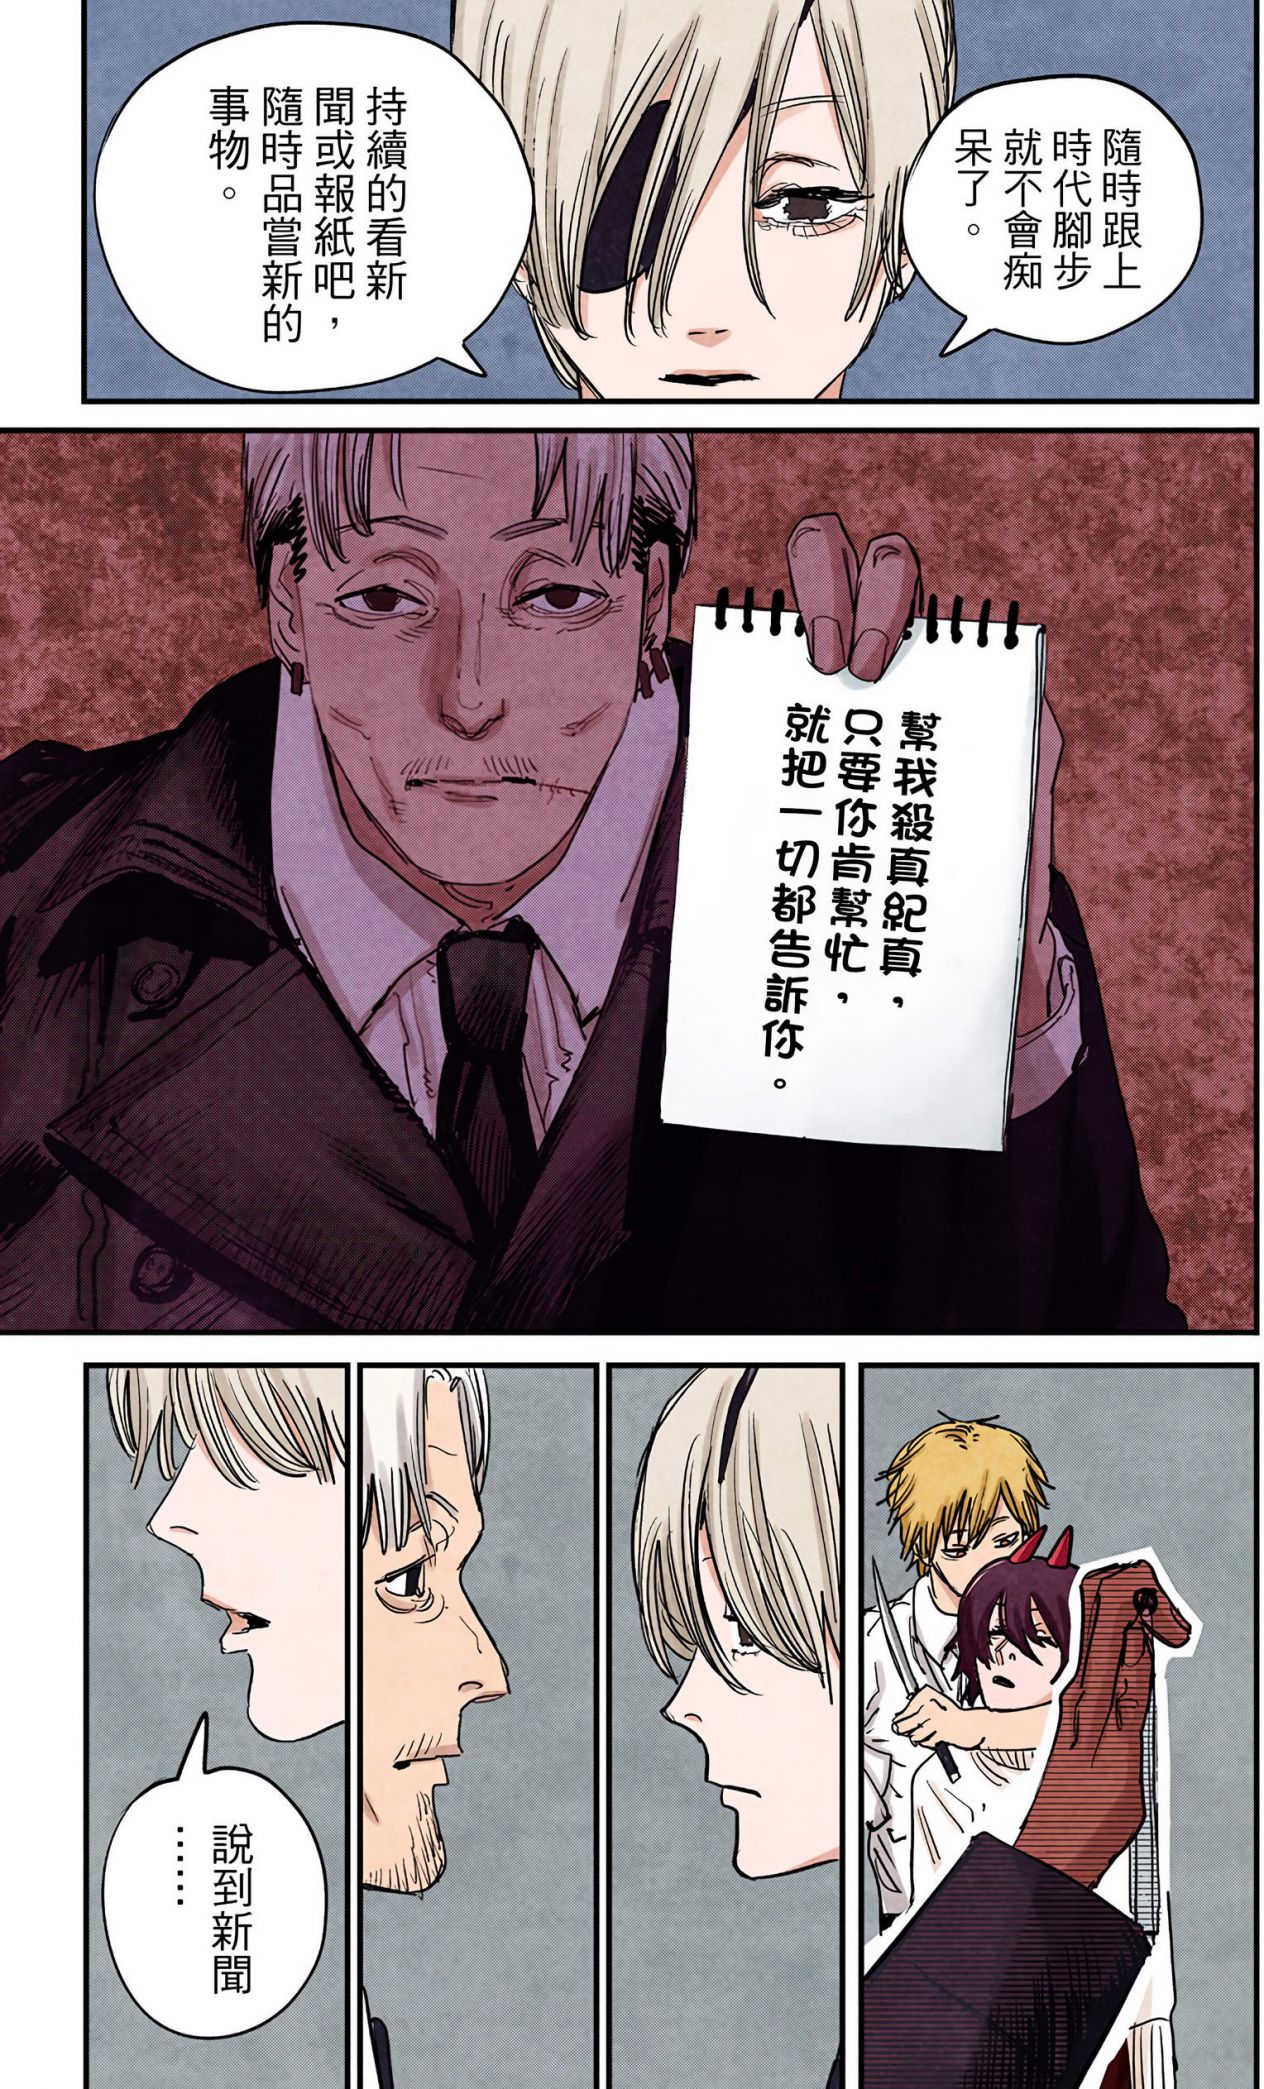 隨時跟上
時代腳步
就不會痴
呆了。
持續的看新
聞或報紙吧，
隨時品嘗新的
事物。
幫我殺真紀真，
只要你肯幫忙，
就把一切都告訴你。
說到新聞
……